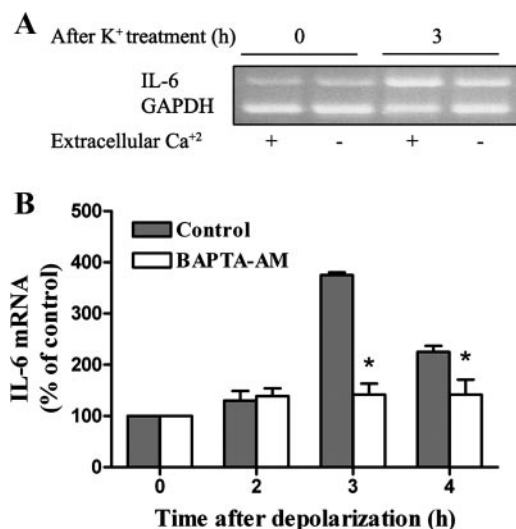 A
After K+ treatment (h) 0 3
IL-6
GAPDH
Extracellular Ca+2 + - + -
B
500
400
300
200
100
0
Control
BAPTA-AM
* *
IL-6 mRNA
(% of control)
0 2 3 4
Time after depolarization (h)